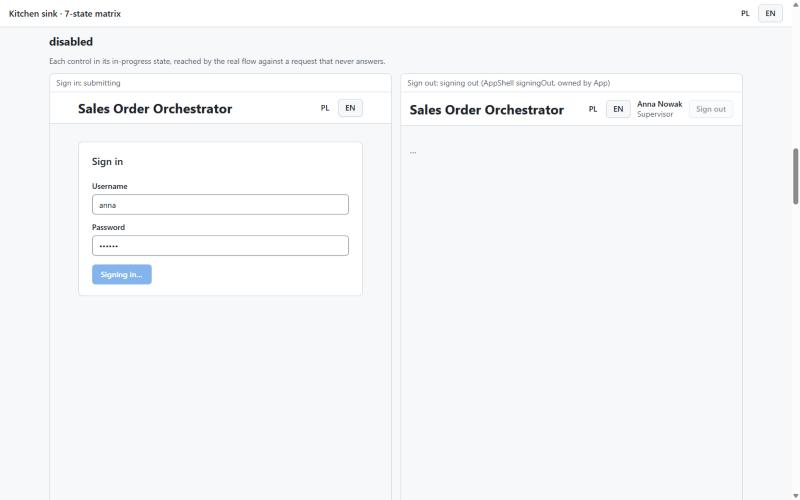 Kitchen sink · 7-state matrix
PL EN
disabled
Each control in its in-progress state, reached by the real flow against a request that never answers.
Sign in: submitting
Sales Order Orchestrator
PL EN
Sign in
Username
anna
Password
••••••
Signing in…
Sign out: signing out (AppShell signingOut, owned by App)
Sales Order Orchestrator
PL EN
Anna Nowak
Supervisor
Sign out
…